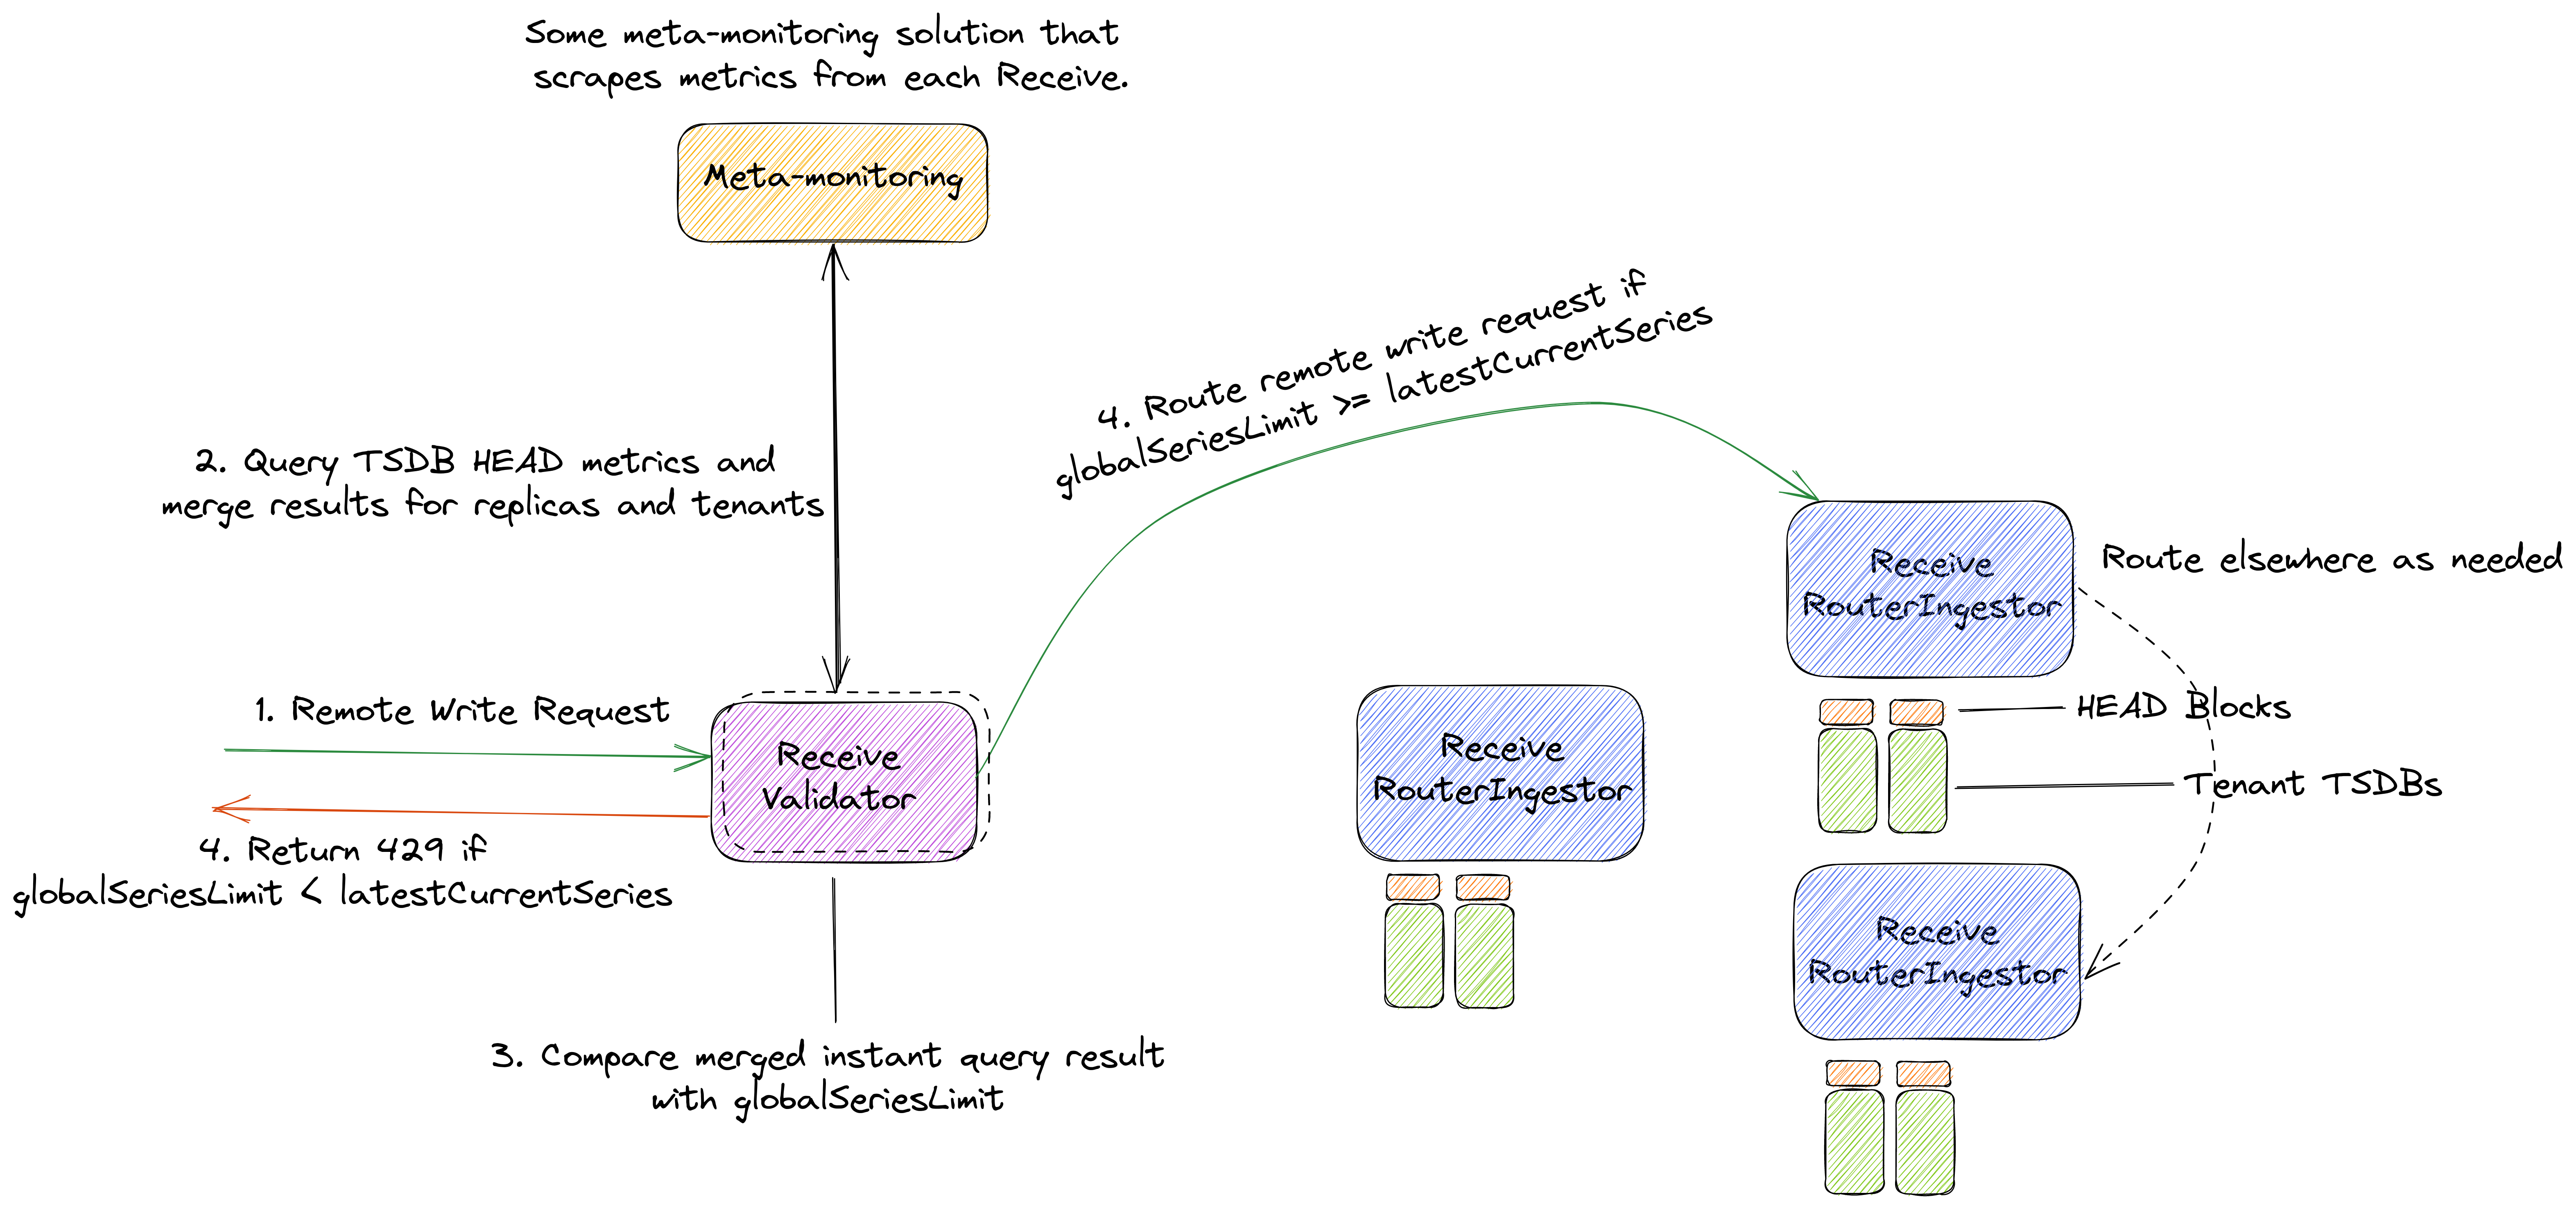 Some meta-monitoring solution that
scrapes metrics from each Receive.
Meta-monitoring
4. Route remote write request if
globalSeriesLimit >= latestCurrentSeries
2. Query TSDB HEAD metrics and
merge results for replicas and tenants
Receive
RouterIngestor
Route elsewhere as needed
1. Remote Write Request
Receive
Validator
Receive
RouterIngestor
HEAD Blocks
Tenant TSDBs
4. Return 429 if
globalSeriesLimit < latestCurrentSeries
Receive
RouterIngestor
3. Compare merged instant query result
with globalSeriesLimit